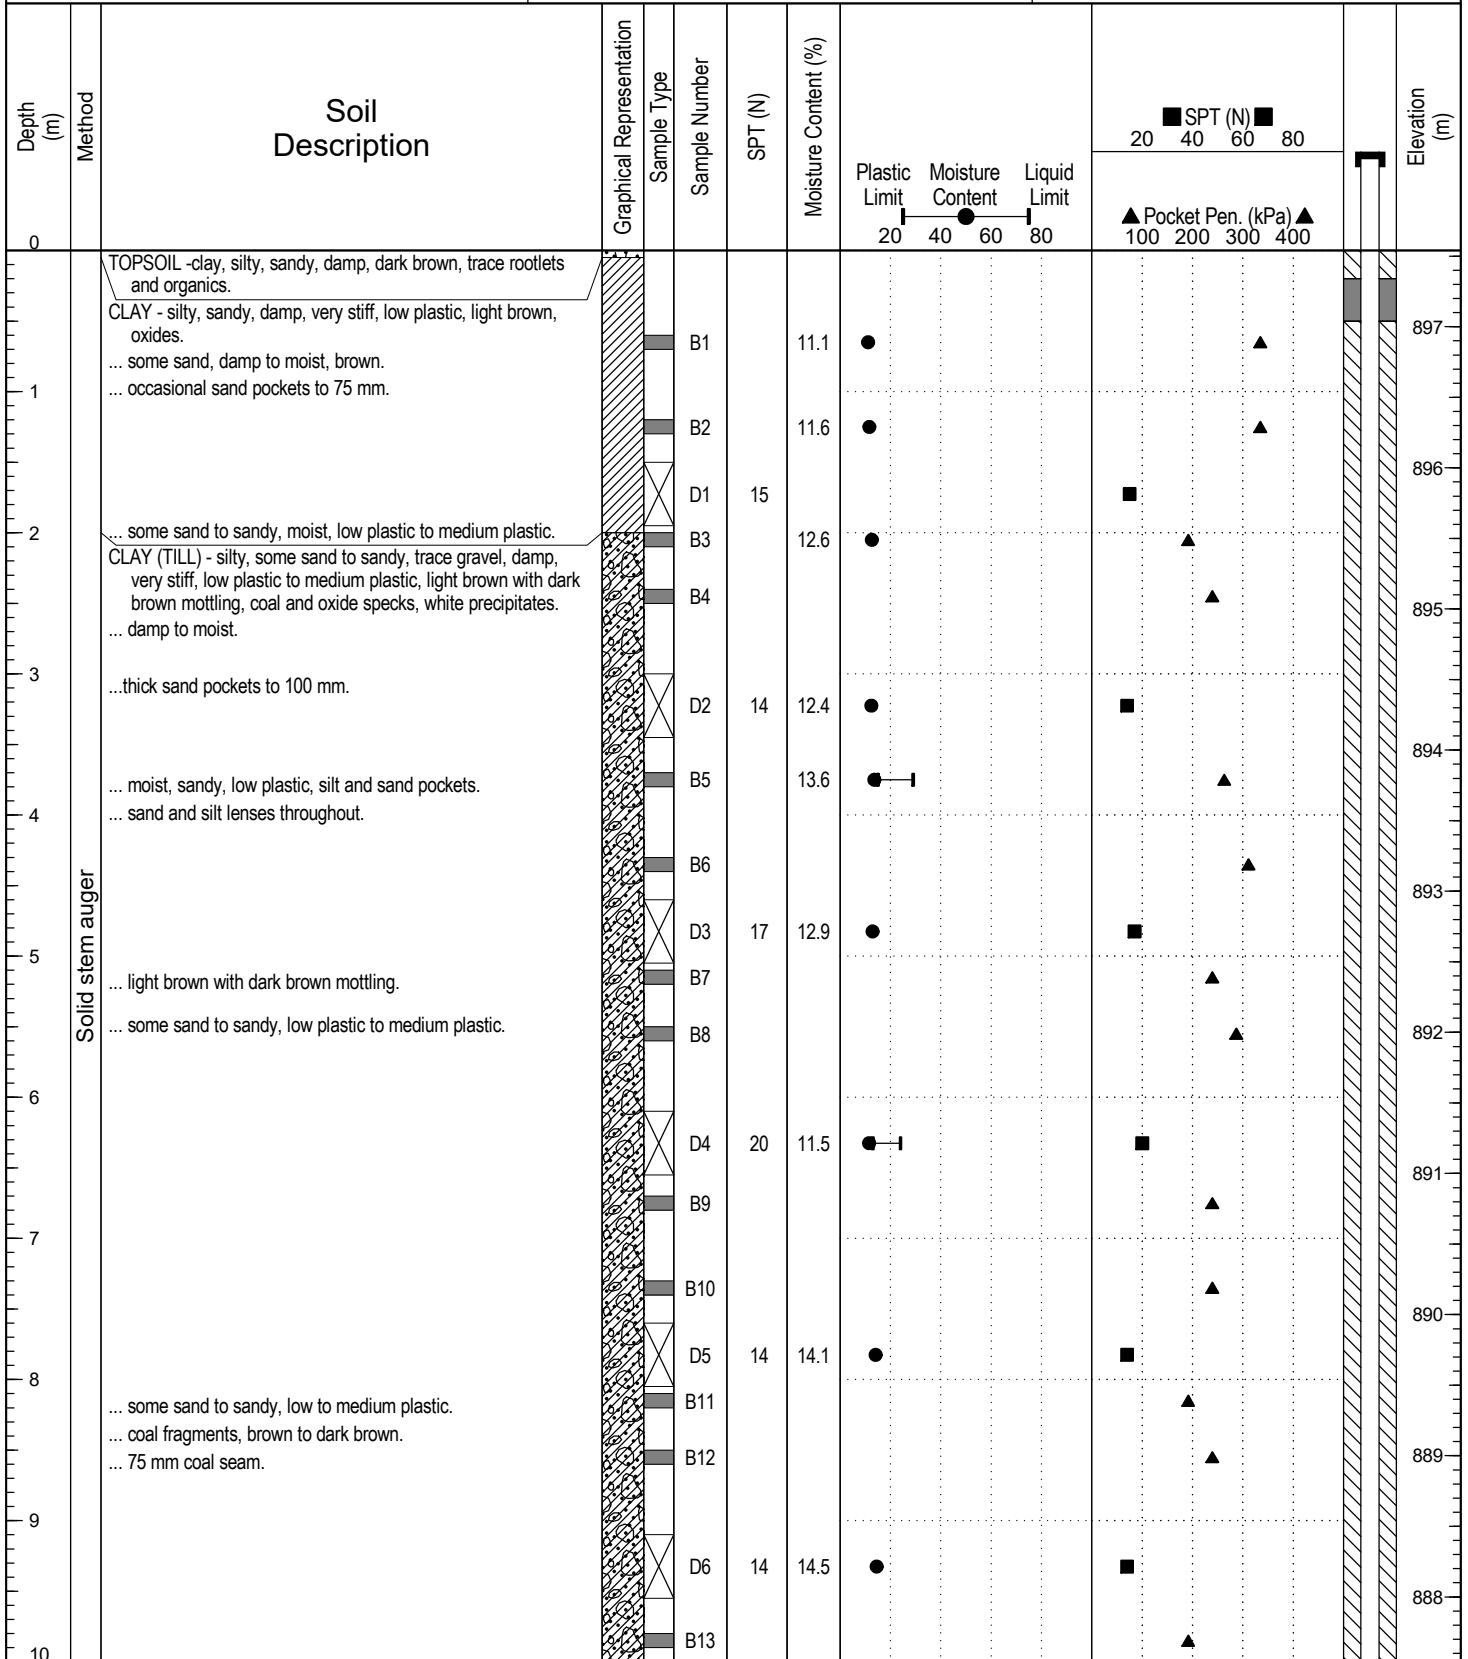 Depth
(m)
Method
Soil
Description
Graphical Representation
Sample Type
Sample Number
SPT (N)
Moisture Content (%)
Plastic Moisture Liquid
Limit Content Limit
20 40 60 80
SPT (N)
20 40 60 80
Pocket Pen. (kPa)
100 200 300 400
Elevation
(m)
0
TOPSOIL -clay, silty, sandy, damp, dark brown, trace rootlets
and organics.
CLAY - silty, sandy, damp, very stiff, low plastic, light brown,
897
oxides.
B1 11.1
... some sand, damp to moist, brown.
1 ... occasional sand pockets to 75 mm.
B2 11.6
896
D1 15
2 ... some sand to sandy, moist, low plastic to medium plastic.
B3 12.6
CLAY (TILL) - silty, some sand to sandy, trace gravel, damp,
very stiff, low plastic to medium plastic, light brown with dark
brown mottling, coal and oxide specks, white precipitates.
B4
895
... damp to moist.
3
...thick sand pockets to 100 mm.
D2 14 12.4
894
... moist, sandy, low plastic, silt and sand pockets.
B5 13.6
4 ... sand and silt lenses throughout.
B6
893
Solid stem auger
D3 17 12.9
5
... light brown with dark brown mottling.
B7
... some sand to sandy, low plastic to medium plastic.
B8
892
6
D4 20 11.5
891
B9
7
B10
890
D5 14 14.1
8
... some sand to sandy, low to medium plastic.
B11
... coal fragments, brown to dark brown.
... 75 mm coal seam.
B12
889
9
D6 14 14.5
888
B13
10